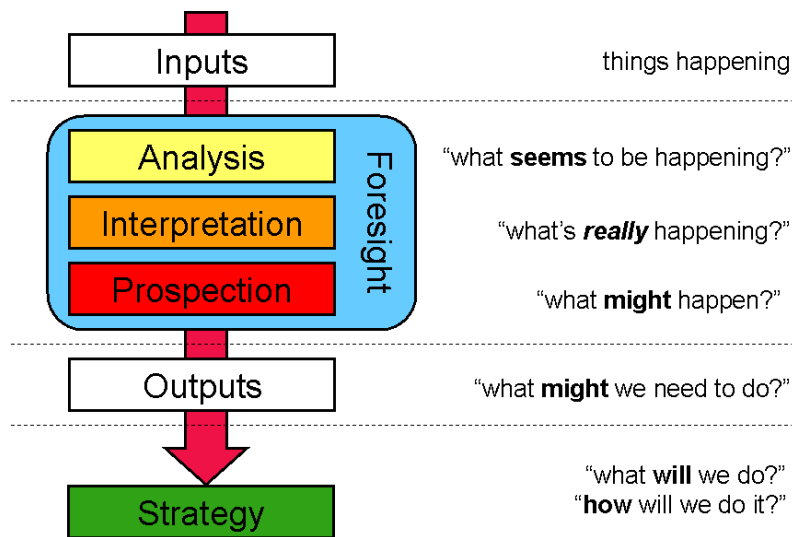 Inputs
things happening
Analysis
“what seems to be happening?”
Foresight
Interpretation
“what’s really happening?”
Prospection
“what might happen?”
Outputs
“what might we need to do?”
Strategy
“what will we do?”
“how will we do it?”